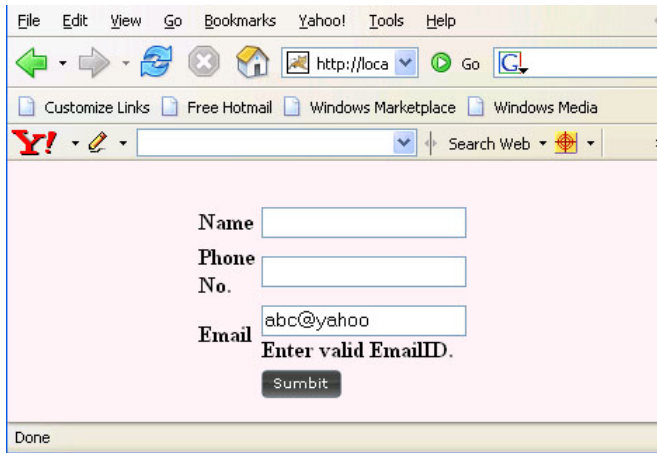 File Edit View Go Bookmarks Yahoo! Tools Help
http://loca Go G
Customize Links Free Hotmail Windows Marketplace Windows Media
Y! Search Web
Name
Phone
No.
Email abc@yahoo
Enter valid EmailID.
Sumbit
Done